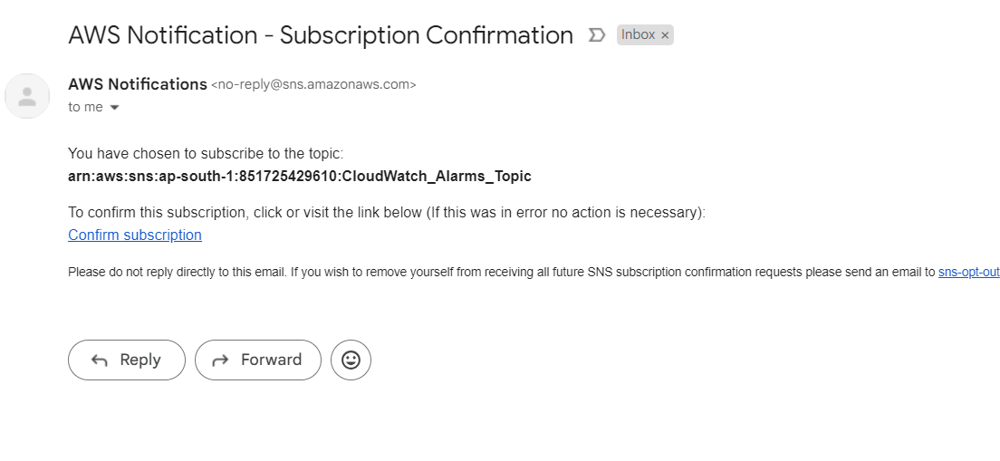 AWS Notification - Subscription Confirmation Inbox ×
AWS Notifications <no-reply@sns.amazonaws.com>
to me
You have chosen to subscribe to the topic:
arn:aws:sns:ap-south-1:851725429610:CloudWatch_Alarms_Topic
To confirm this subscription, click or visit the link below (If this was in error no action is necessary):
Confirm subscription
Please do not reply directly to this email. If you wish to remove yourself from receiving all future SNS subscription confirmation requests please send an email to sns-opt-out
Reply Forward